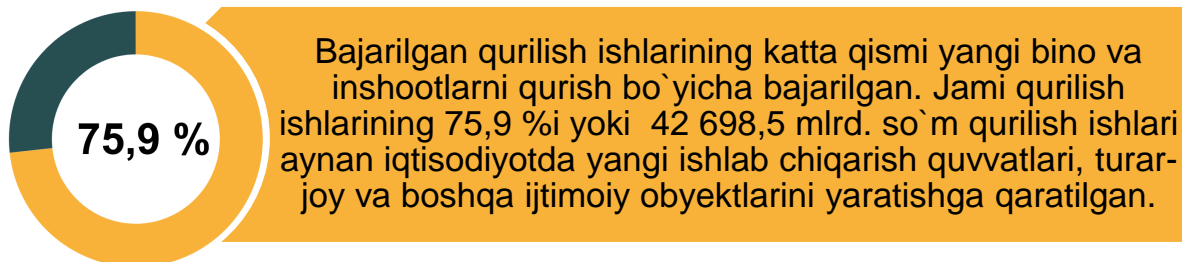 75,9 %
Bajarilgan qurilish ishlarining katta qismi yangi bino va
inshootlarni qurish bo`yicha bajarilgan. Jami qurilish
ishlarining 75,9 %i yoki 42 698,5 mlrd. so`m qurilish ishlari
aynan iqtisodiyotda yangi ishlab chiqarish quvvatlari, turar-
joy va boshqa ijtimoiy obyektlarini yaratishga qaratilgan.